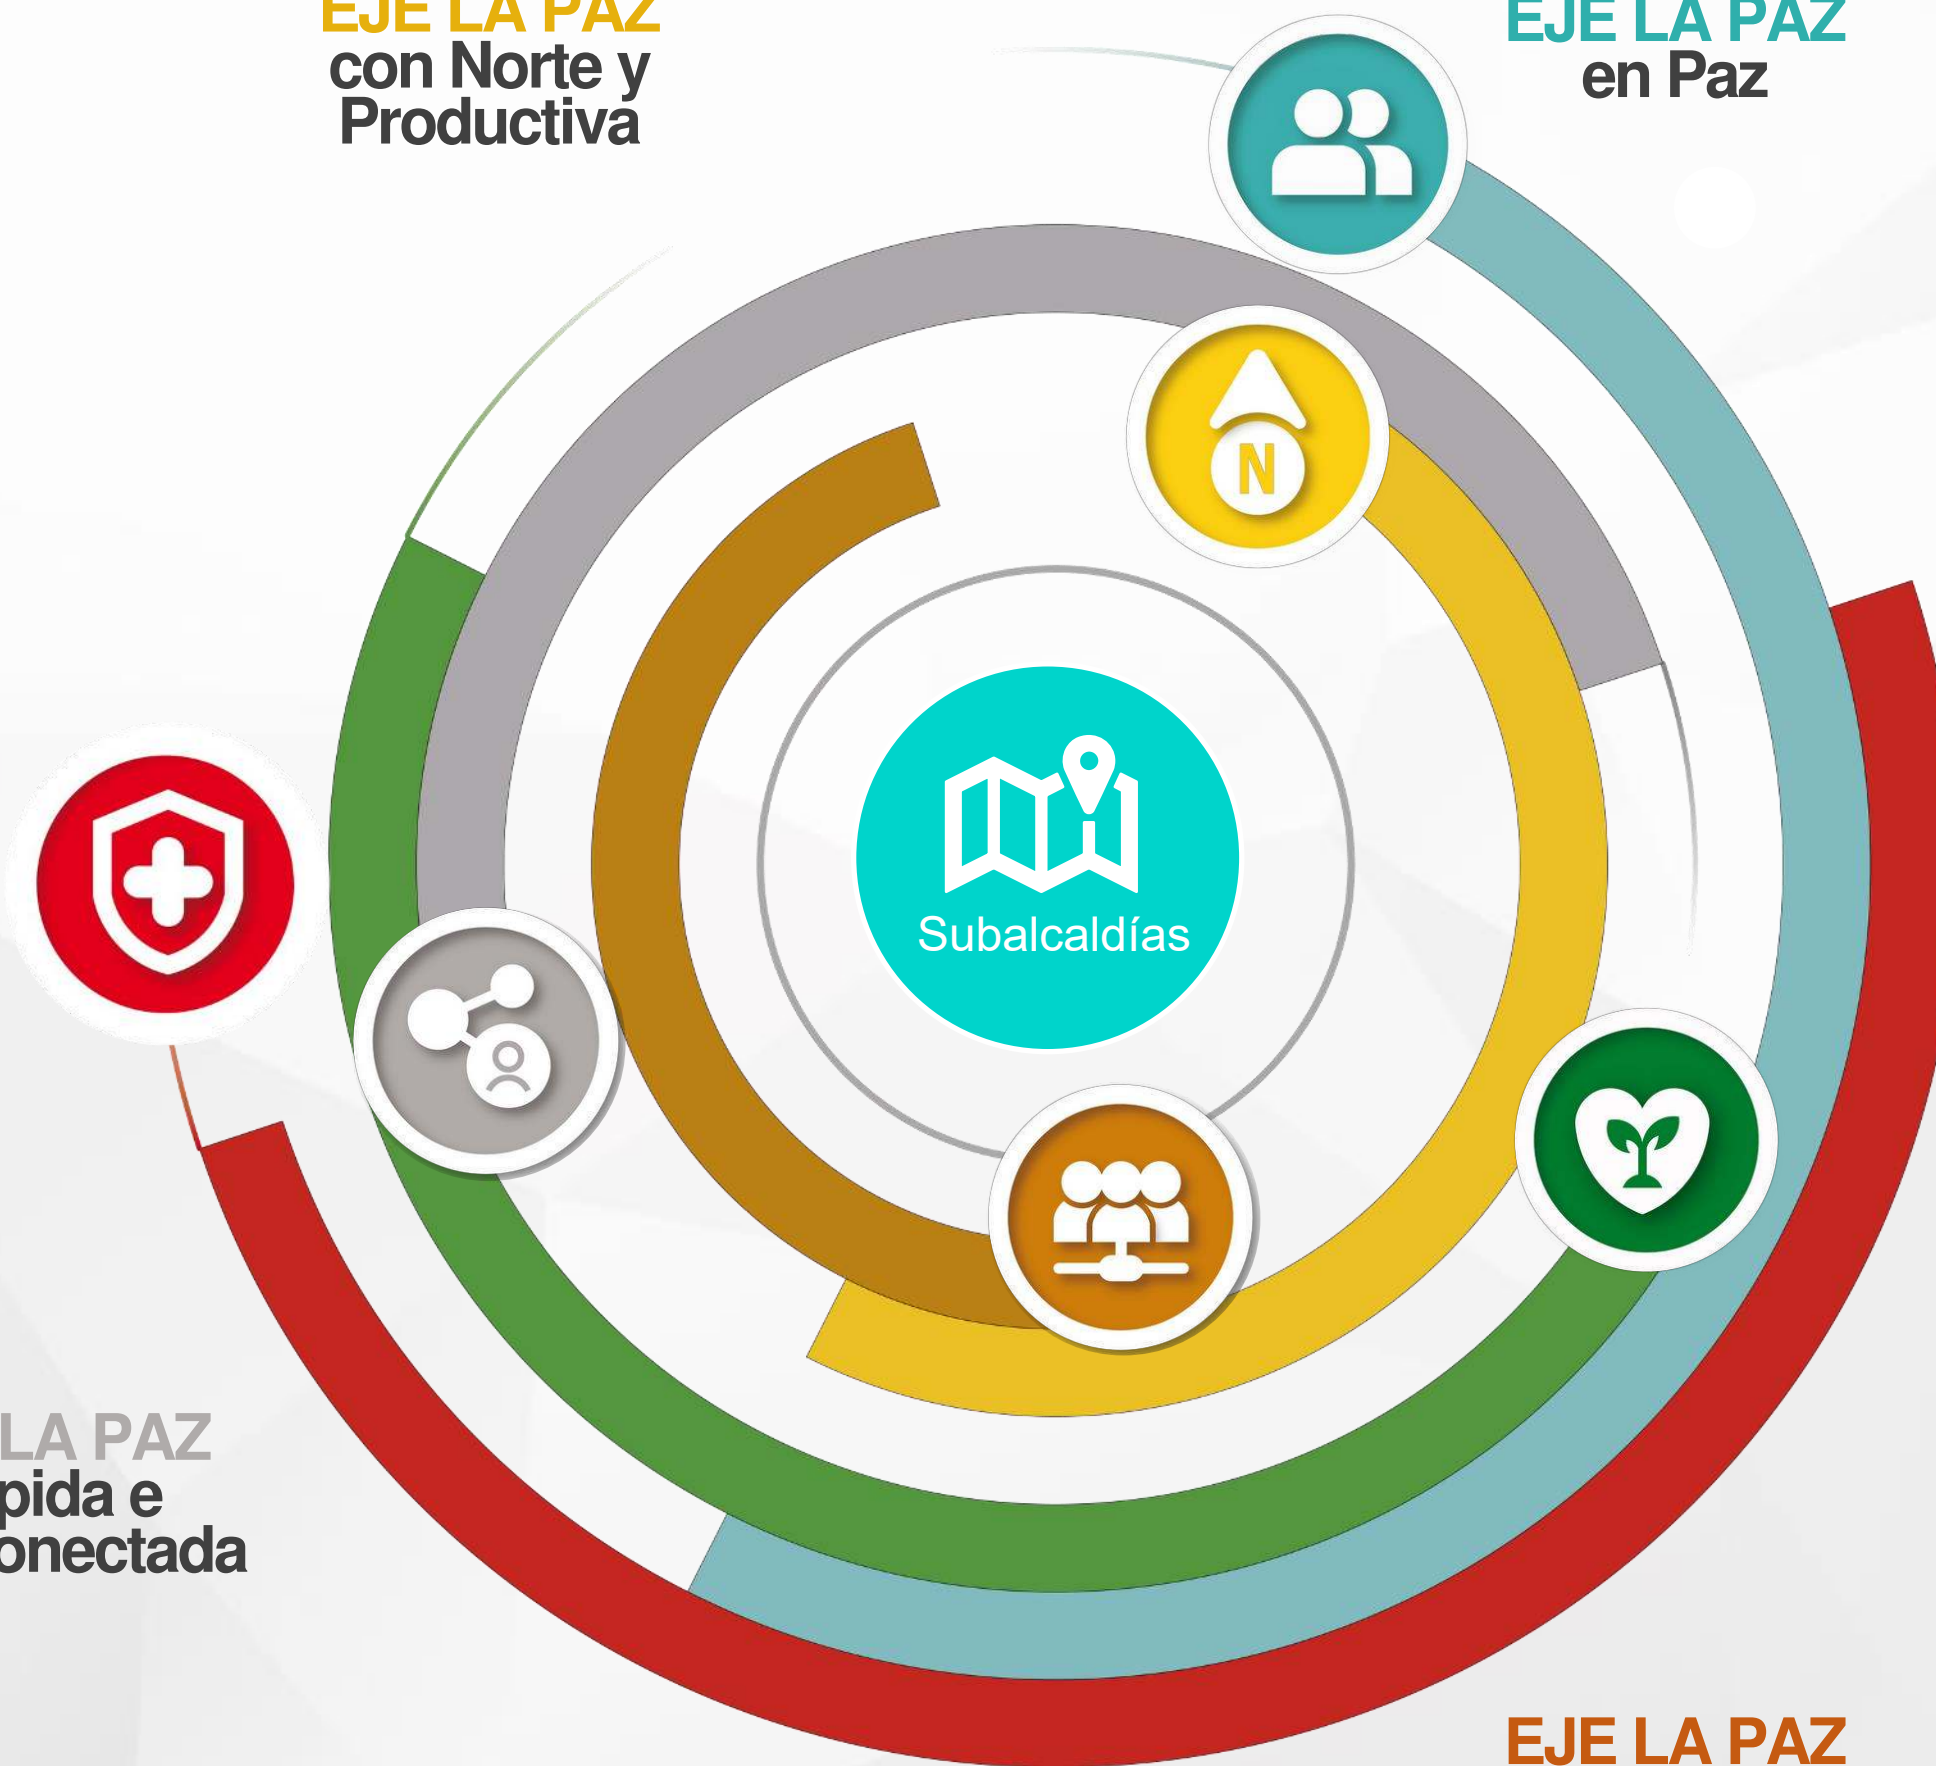 EJE LA PAZ
con Norte y
Productiva
EJE LA PAZ
en Paz
N
Subalcaldías
LA PAZ
pida e
onectada
EJE LA PAZ